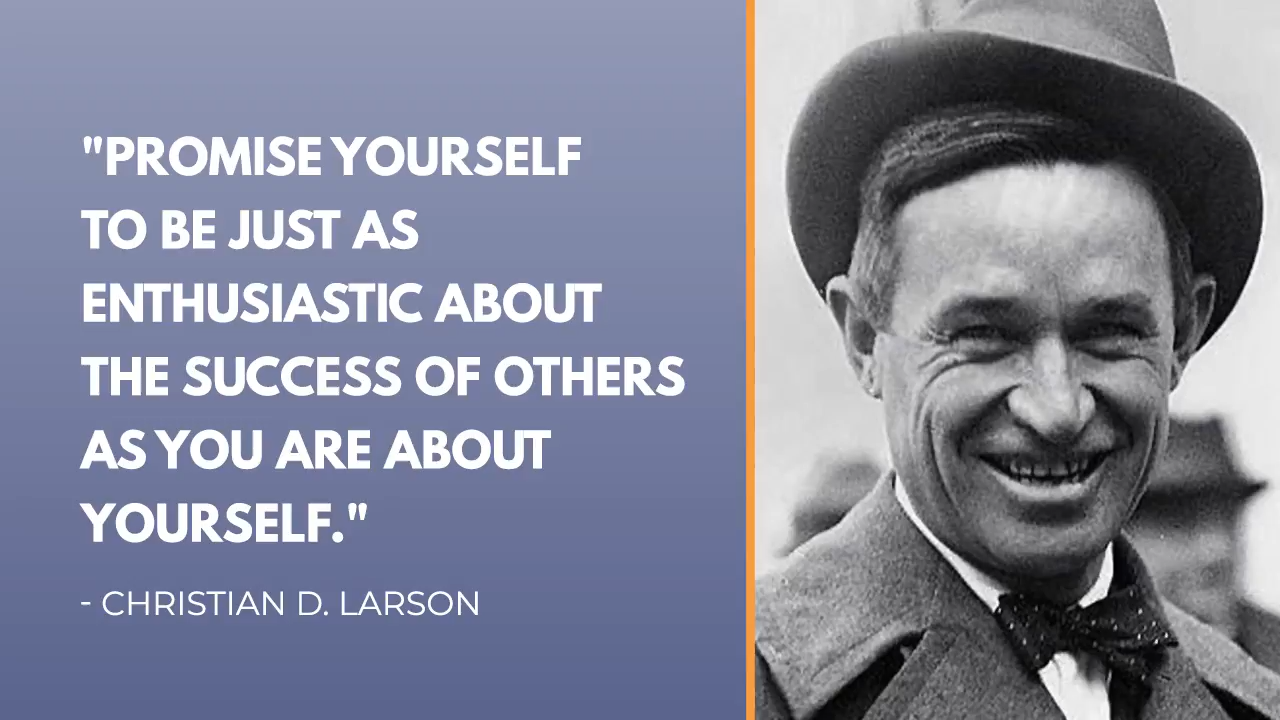 "PROMISE YOURSELF
TO BE JUST AS
ENTHUSIASTIC ABOUT
THE SUCCESS OF OTHERS
AS YOU ARE ABOUT
YOURSELF."
- CHRISTIAN D. LARSON